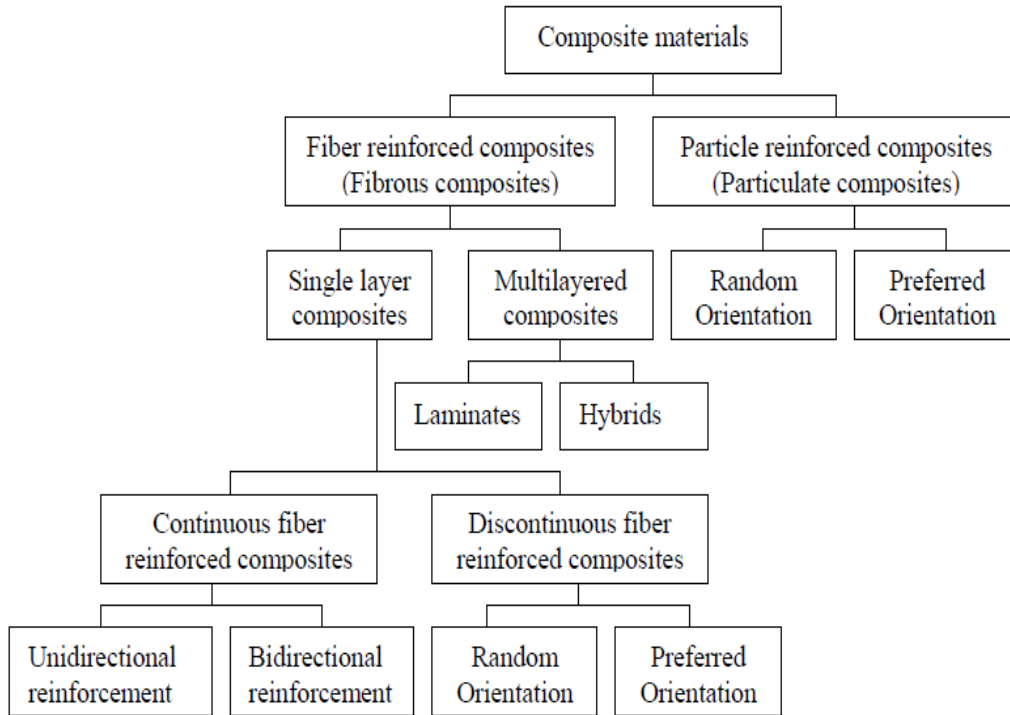 Composite materials
Fiber reinforced composites
(Fibrous composites)
Particle reinforced composites
(Particulate composites)
Single layer
composites
Multilayered
composites
Random
Orientation
Preferred
Orientation
Laminates
Hybrids
Continuous fiber
reinforced composites
Discontinuous fiber
reinforced composites
Unidirectional
reinforcement
Bidirectional
reinforcement
Random
Orientation
Preferred
Orientation